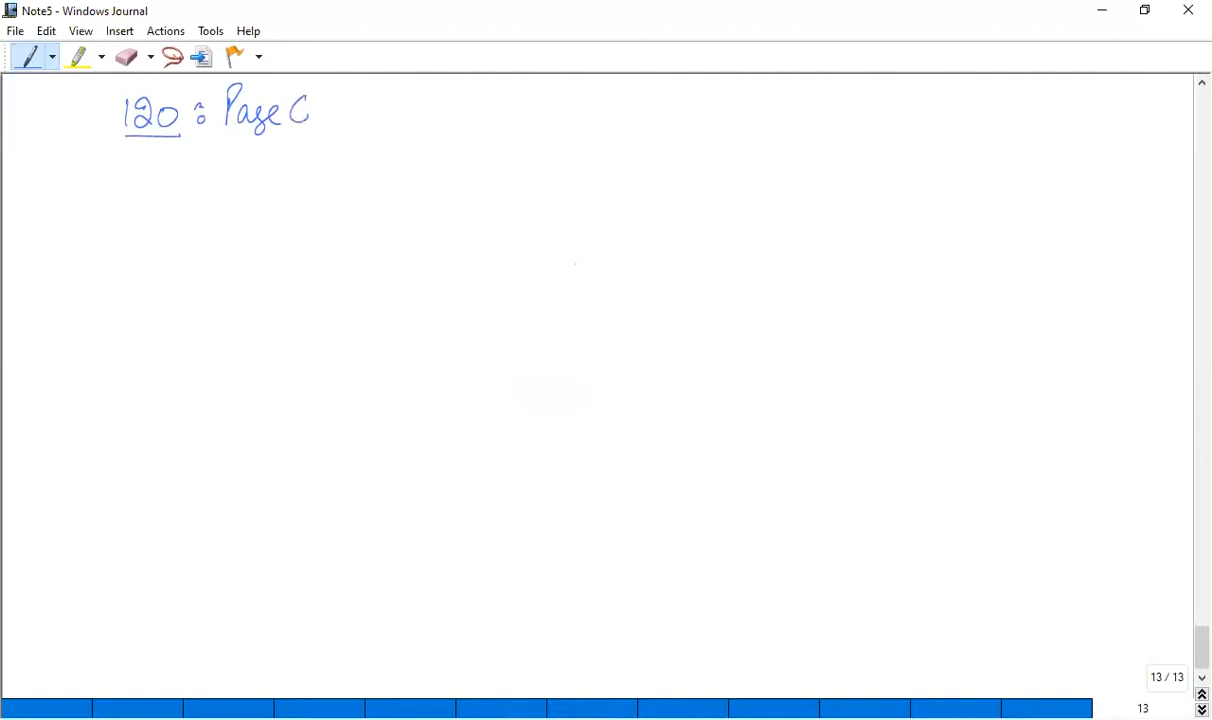 Note5 - Windows Journal
File Edit View Insert Actions Tools Help
120 : Page C
13 / 13
13